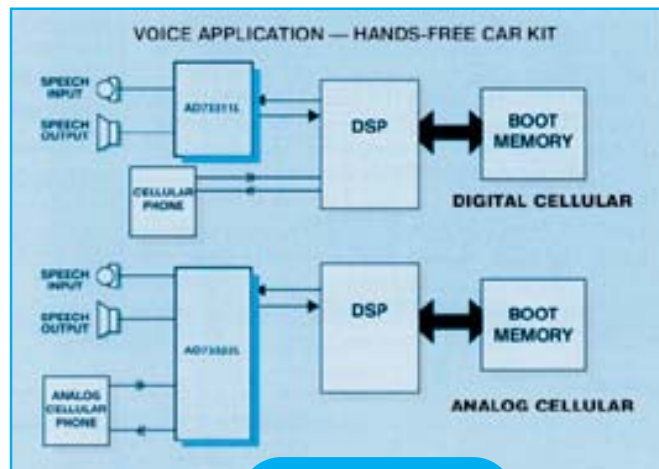 VOICE APPLICATION — HANDS-FREE CAR KIT
SPEECH
INPUT
SPEECH
OUTPUT
AD73311L
DSP
BOOT
MEMORY
CELLULAR
PHONE
DIGITAL CELLULAR
SPEECH
INPUT
SPEECH
OUTPUT
DSP
BOOT
MEMORY
ANALOG
CELLULAR
PHONE
ANALOG CELLULAR